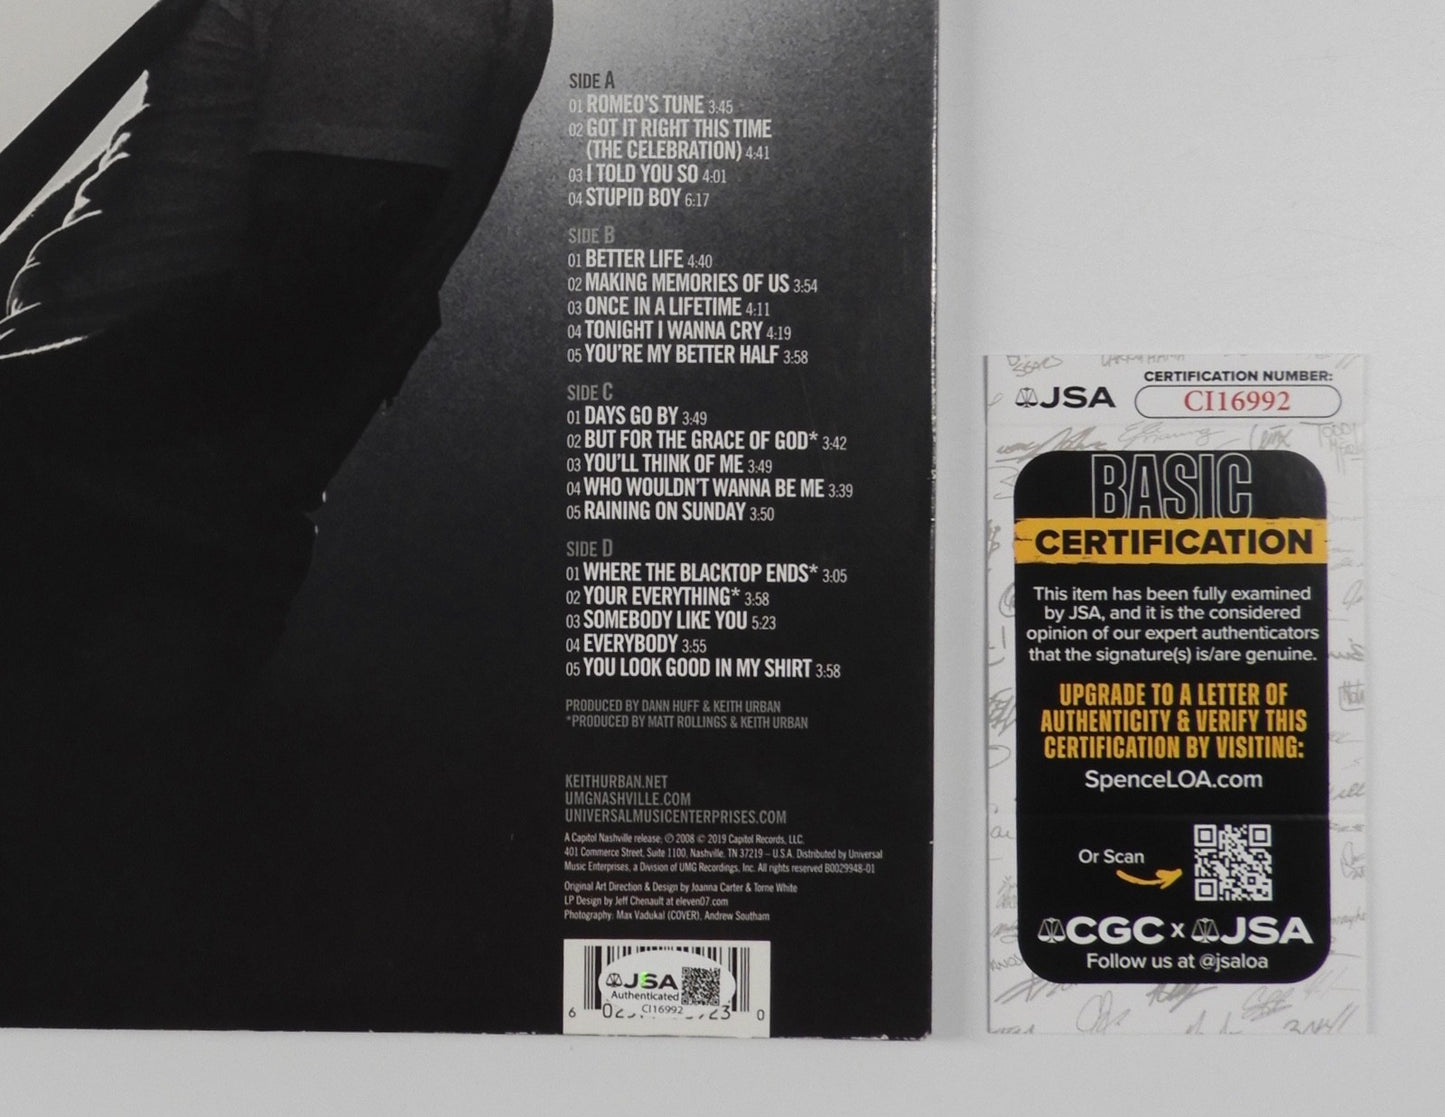 SIDE A
01 ROMEO'S TUNE 3:45
02 GOT IT RIGHT THIS TIME
(THE CELEBRATION) 4:41
03 I TOLD YOU SO 4:01
04 STUPID BOY 6:17
SIDE B
01 BETTER LIFE 4:40
02 MAKING MEMORIES OF US 3:54
03 ONCE IN A LIFETIME 4:11
04 TONIGHT I WANNA CRY 4:19
05 YOU'RE MY BETTER HALF 3:58
SIDE C
01 DAYS GO BY 3:49
02 BUT FOR THE GRACE OF GOD* 3:42
03 YOU'LL THINK OF ME 3:49
04 WHO WOULDN'T WANNA BE ME 3:39
05 RAINING ON SUNDAY 3:50
SIDE D
01 WHERE THE BLACKTOP ENDS* 3:05
02 YOUR EVERYTHING* 3:58
03 SOMEBODY LIKE YOU 5:23
04 EVERYBODY 3:55
05 YOU LOOK GOOD IN MY SHIRT 3:58
PRODUCED BY DANN HUFF & KEITH URBAN
*PRODUCED BY MATT ROLLINGS & KEITH URBAN
KEITHURBAN.NET
UMGNASHVILLE.COM
UNIVERSALMUSICENTERPRISES.COM
A Capitol Nashville release; ℗ 2008 © 2019 Capitol Records, LLC.
401 Commerce Street, Suite 1100, Nashville, TN 37219 – U.S.A. Distributed by Universal
Music Enterprises, a Division of UMG Recordings, Inc. All rights reserved B0029948-01
Original Art Direction & Design by Joanna Carter & Torne White
LP Design by Jeff Chenault at eleven07.com
Photography: Max Vadukal (COVER), Andrew Southam
JSA
Authenticated
CI16992
6 0
JSA
CERTIFICATION NUMBER:
CI16992
BASIC
CERTIFICATION
This item has been fully examined
by JSA, and it is the considered
opinion of our expert authenticators
that the signature(s) is/are genuine.
UPGRADE TO A LETTER OF
AUTHENTICITY & VERIFY THIS
CERTIFICATION BY VISITING:
SpenceLOA.com
Or Scan
CGC x JSA
Follow us at @jsaloa